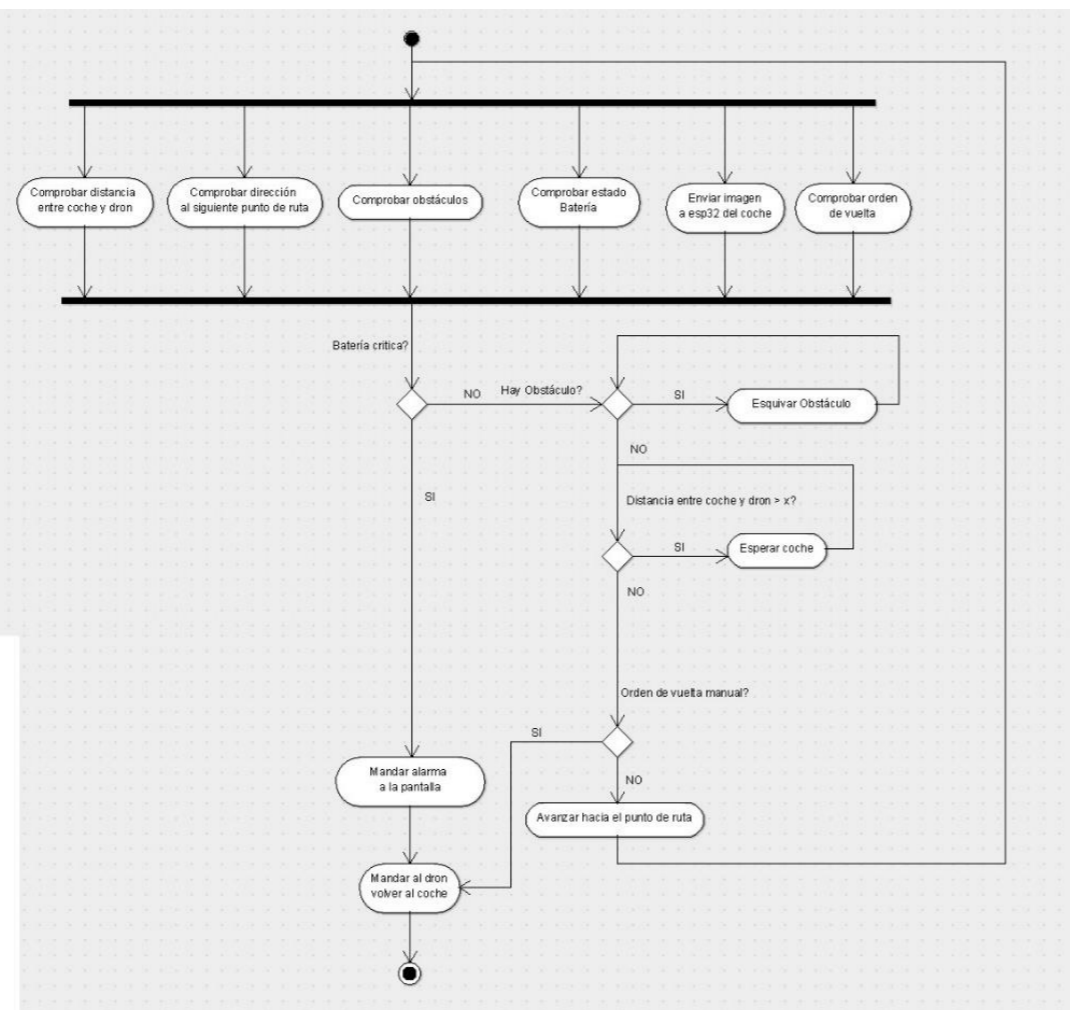 Comprobar distancia
entre coche y dron
Comprobar dirección
al siguiente punto de ruta
Comprobar obstáculos
Comprobar estado
Batería
Enviar imagen
a esp32 del coche
Comprobar orden
de vuelta
Batería critica?
NO
Hay Obstáculo?
SI
Esquivar Obstáculo
NO
SI
Distancia entre coche y dron > x?
SI
Esperar coche
NO
Orden de vuelta manual?
SI
Mandar alarma
a la pantalla
NO
Avanzar hacia el punto de ruta
Mandar al dron
volver al coche